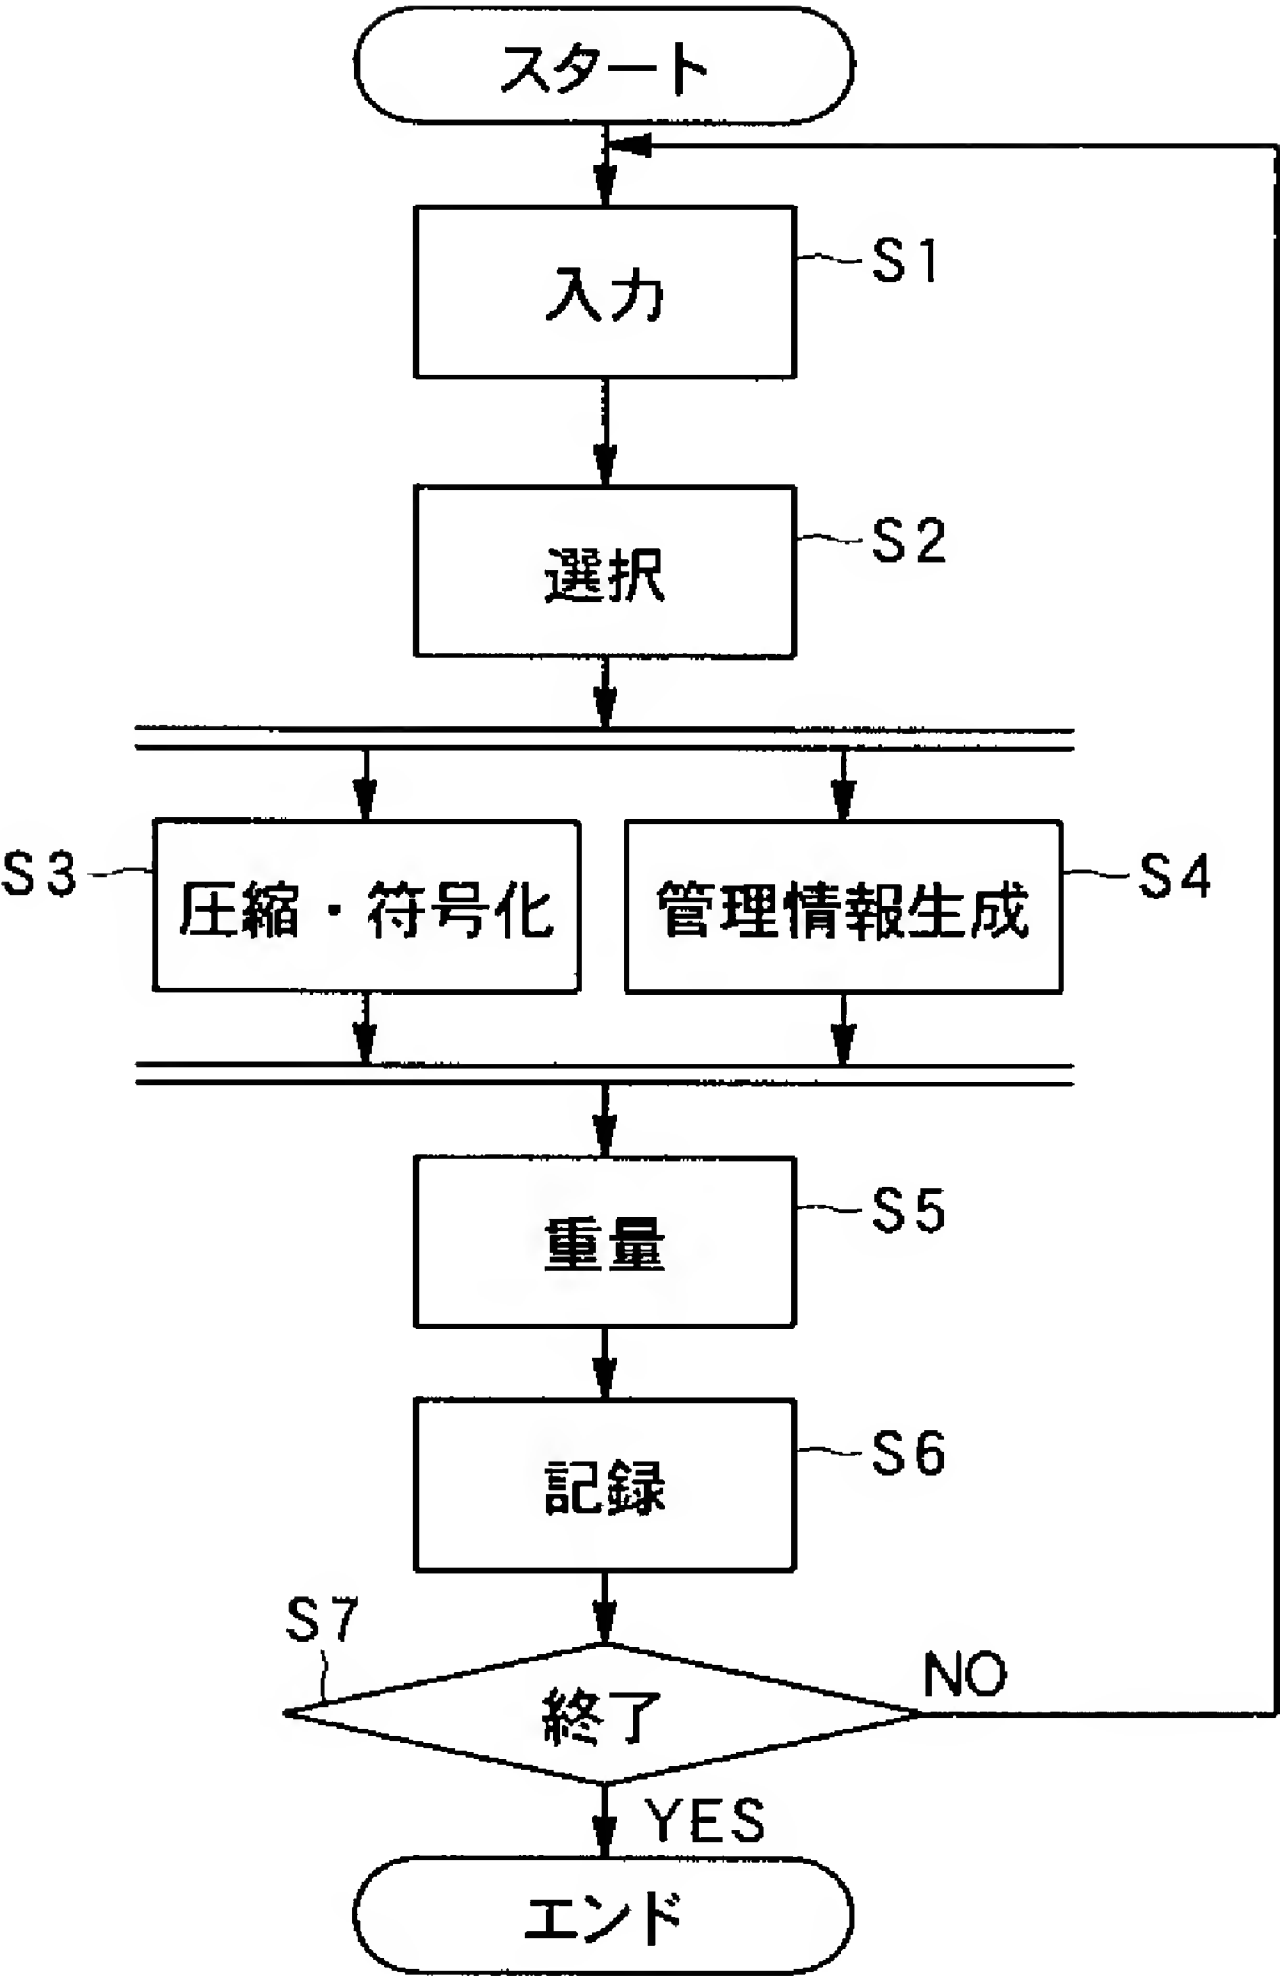 スタート
入力
S1
選択
S2
S3
圧縮・符号化
管理情報生成
S4
重量
S5
記録
S6
S7
終了
NO
YES
エンド